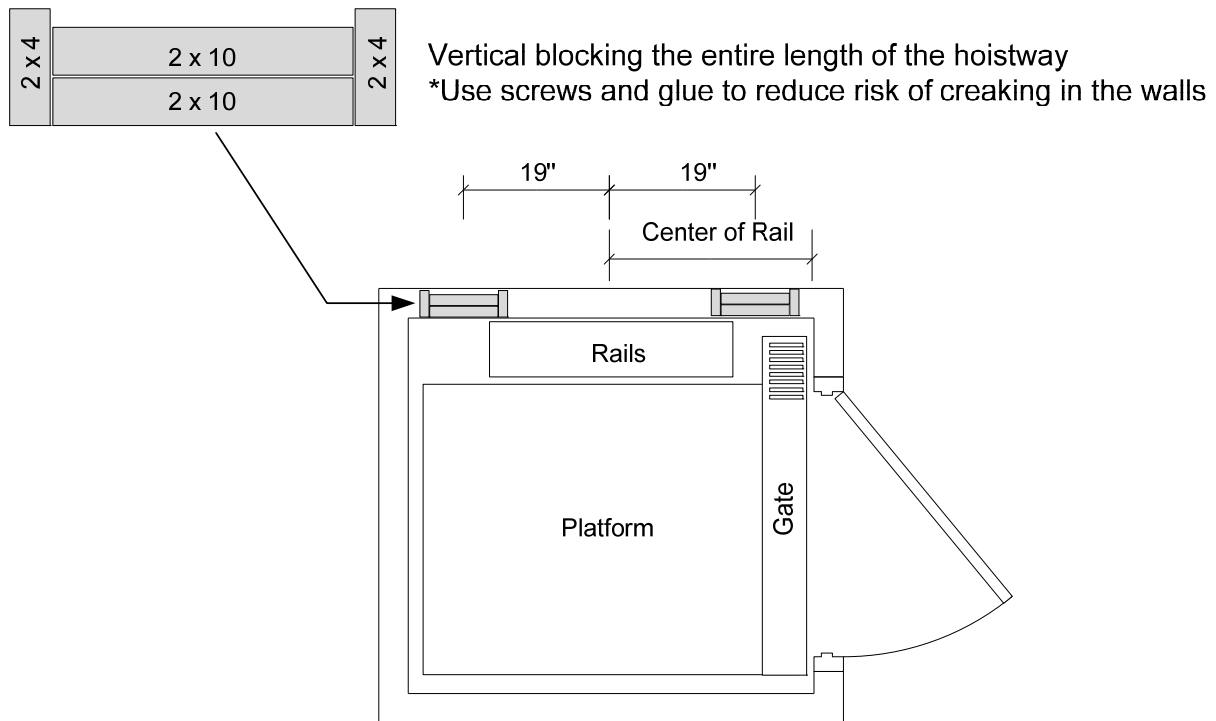 2 x 4
2 x 10
2 x 10
2 x 4
Vertical blocking the entire length of the hoistway
*Use screws and glue to reduce risk of creaking in the walls
19"
19"
Center of Rail
Rails
Gate
Platform